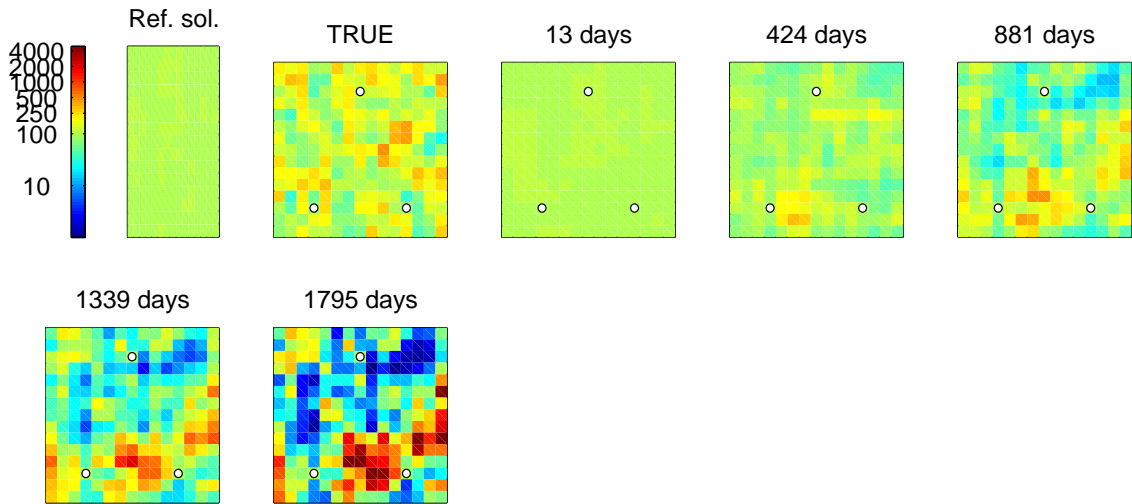 Ref. sol.
TRUE
13 days
424 days
881 days
4000
2000
1000
500
250
100
10
1339 days
1795 days